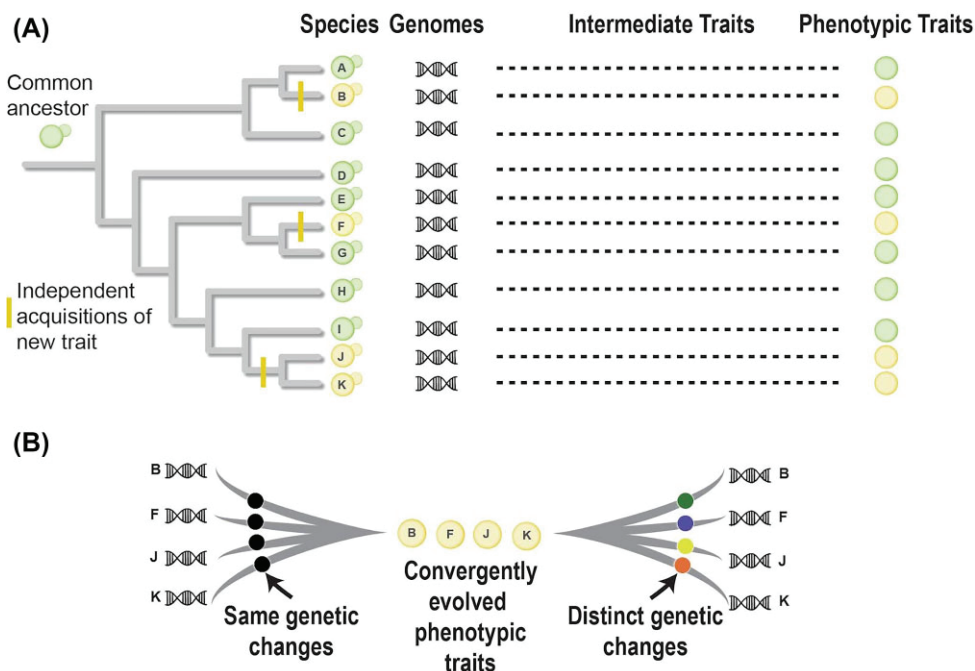 (A)
Species Genomes Intermediate Traits Phenotypic Traits
Common
ancestor
A
B
C
D
E
F
G
H
I
J
K
Independent
acquisitions of
new trait
(B)
B
F
J
K
Same genetic
changes
B F J K
Convergently
evolved
phenotypic
traits
B
F
J
K
Distinct genetic
changes